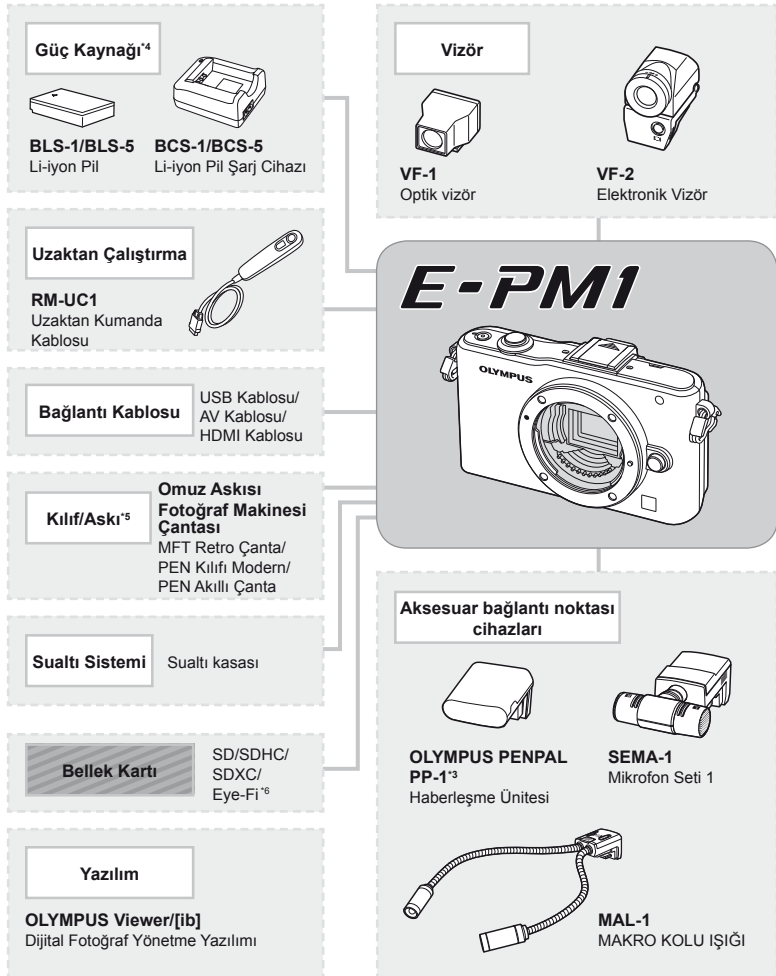 Güç Kaynağı*4
BLS-1/BLS-5
Li-iyon Pil
BCS-1/BCS-5
Li-iyon Pil Şarj Cihazı
Uzaktan Çalıştırma
RM-UC1
Uzaktan Kumanda
Kablosu
Bağlantı Kablosu
USB Kablosu/
AV Kablosu/
HDMI Kablosu
Kılıf/Askı*5
Omuz Askısı
Fotoğraf Makinesi
Çantası
MFT Retro Çanta/
PEN Kılıfı Modern/
PEN Akıllı Çanta
Sualtı Sistemi
Sualtı kasası
Bellek Kartı
SD/SDHC/
SDXC/
Eye-Fi*6
Yazılım
OLYMPUS Viewer/[ib]
Dijital Fotoğraf Yönetme Yazılımı
Vizör
VF-1
Optik vizör
VF-2
Elektronik Vizör
E-PM1
OLYMPUS
Aksesuar bağlantı noktası
cihazları
OLYMPUS PENPAL
PP-1*3
Haberleşme Ünitesi
SEMA-1
Mikrofon Seti 1
MAL-1
MAKRO KOLU IŞIĞI